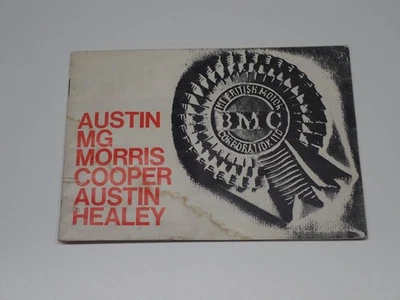 AUSTIN
MG
MORRIS
COOPER
AUSTIN
HEALEY
THE BRITISH MOTOR
BMC
CORPORATION LTD